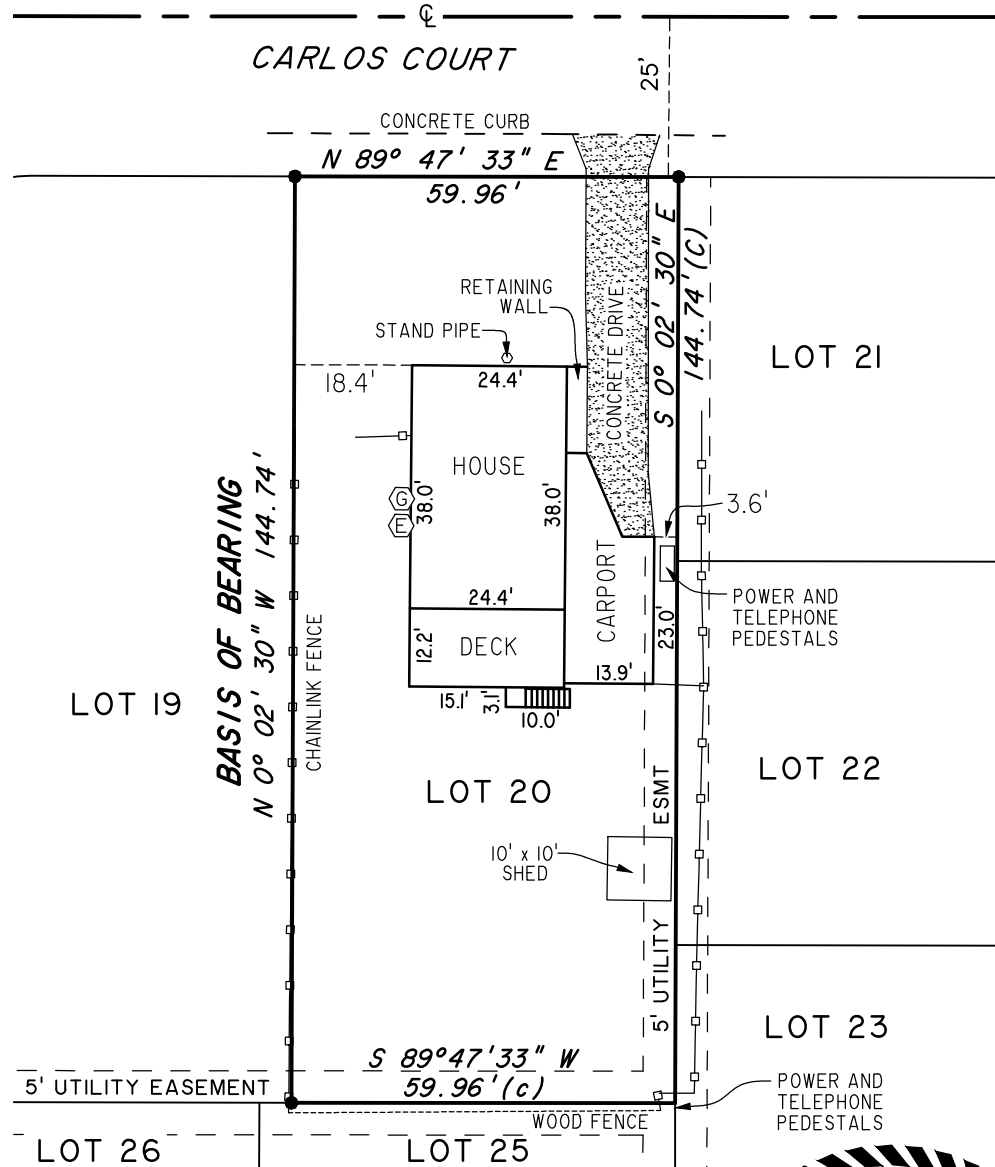 ℄
CARLOS COURT
25'
CONCRETE CURB
N 89° 47' 33" E
59.96'
S 0° 02' 30" E
144.74' (C)
RETAINING
WALL
CONCRETE DRIVE
STAND PIPE
LOT 21
18.4'
24.4'
HOUSE
38.0'
38.0'
G
E
3.6'
BASIS OF BEARING
N 0° 02' 30" W 144.74'
CARPORT
POWER AND
TELEPHONE
PEDESTALS
24.4'
DECK
12.2'
23.0'
13.9'
15.1'
3.1'
10.0'
CHAINLINK FENCE
LOT 19
LOT 20
LOT 22
10' x 10'
SHED
5' UTILITY ESMT
LOT 23
S 89°47'33" W
59.96'(c)
5' UTILITY EASEMENT
POWER AND
TELEPHONE
PEDESTALS
WOOD FENCE
LOT 26
LOT 25